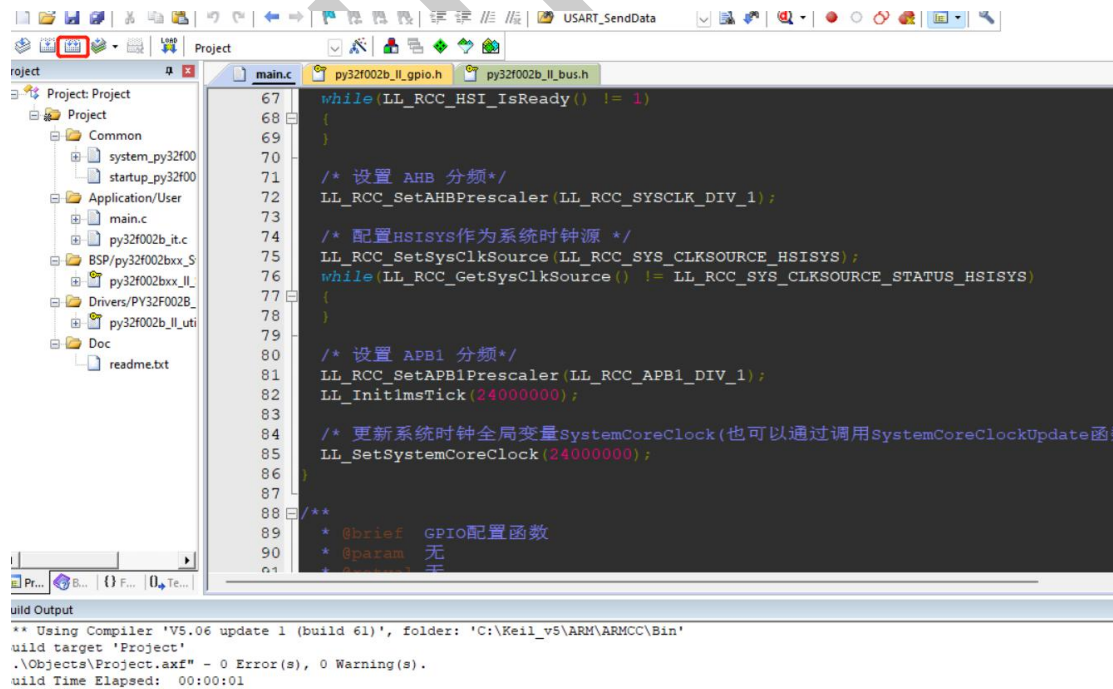 USART_SendData
LOAD
Project
roject
main.c
py32f002b_ll_gpio.h
py32f002b_ll_bus.h
Project: Project
Project
Common
system_py32f00
startup_py32f00
Application/User
main.c
py32f002b_it.c
BSP/py32f002bxx_S
py32f002bxx_ll_
Drivers/PY32F002B_
py32f002b_ll_uti
Doc
readme.txt
67 while(LL_RCC_HSI_IsReady() != 1)
68 {
69 }
70
71 /* 设置 AHB 分频*/
72 LL_RCC_SetAHBPrescaler(LL_RCC_SYSCLK_DIV_1);
73
74 /* 配置HSISYS作为系统时钟源 */
75 LL_RCC_SetSysClkSource(LL_RCC_SYS_CLKSOURCE_HSISYS);
76 while(LL_RCC_GetSysClkSource() != LL_RCC_SYS_CLKSOURCE_STATUS_HSISYS)
77 {
78 }
79
80 /* 设置 APB1 分频*/
81 LL_RCC_SetAPB1Prescaler(LL_RCC_APB1_DIV_1);
82 LL_Init1msTick(24000000);
83
84 /* 更新系统时钟全局变量SystemCoreClock(也可以通过调用SystemCoreClockUpdate函
85 LL_SetSystemCoreClock(24000000);
86 }
87
88 /**
89 * @brief GPIO配置函数
90 * @param 无
91 * @retval 无
Pr... B... {} F... Te...
uild Output
** Using Compiler 'V5.06 update 1 (build 61)', folder: 'C:\Keil_v5\ARM\ARMCC\Bin'
uild target 'Project'
.\Objects\Project.axf" - 0 Error(s), 0 Warning(s).
uild Time Elapsed: 00:00:01